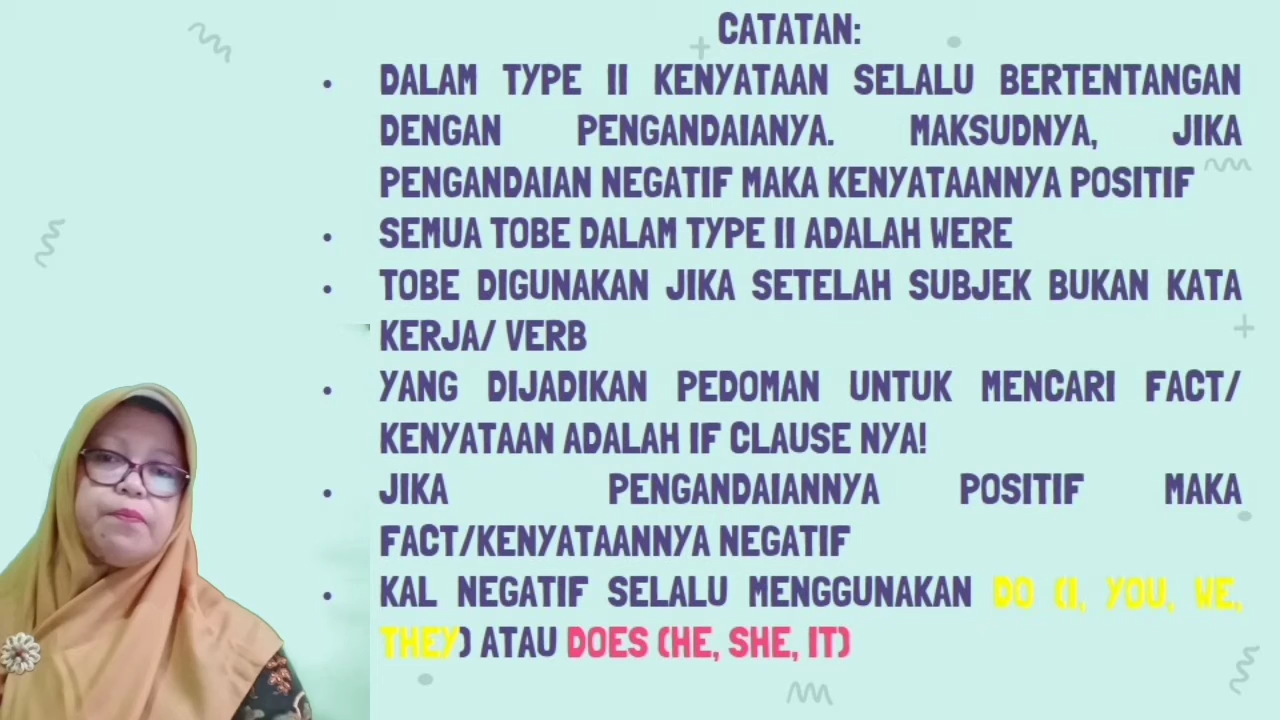 CATATAN:
• DALAM TYPE II KENYATAAN SELALU BERTENTANGAN
DENGAN PENGANDAIANYA. MAKSUDNYA, JIKA
PENGANDAIAN NEGATIF MAKA KENYATAANNYA POSITIF
• SEMUA TOBE DALAM TYPE II ADALAH WERE
• TOBE DIGUNAKAN JIKA SETELAH SUBJEK BUKAN KATA
KERJA/ VERB
• YANG DIJADIKAN PEDOMAN UNTUK MENCARI FACT/
KENYATAAN ADALAH IF CLAUSE NYA!
• JIKA PENGANDAIANNYA POSITIF MAKA
FACT/KENYATAANNYA NEGATIF
• KAL NEGATIF SELALU MENGGUNAKAN DO (I, YOU, WE,
THEY) ATAU DOES (HE, SHE, IT)